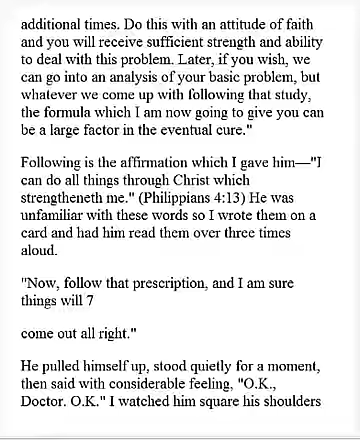 additional times. Do this with an attitude of faith
and you will receive sufficient strength and ability
to deal with this problem. Later, if you wish, we
can go into an analysis of your basic problem, but
whatever we come up with following that study,
the formula which I am now going to give you can
be a large factor in the eventual cure."
Following is the affirmation which I gave him—"I
can do all things through Christ which
strengtheneth me." (Philippians 4:13) He was
unfamiliar with these words so I wrote them on a
card and had him read them over three times
aloud.
"Now, follow that prescription, and I am sure
things will 7
come out all right."
He pulled himself up, stood quietly for a moment,
then said with considerable feeling, "O.K.,
Doctor. O.K." I watched him square his shoulders